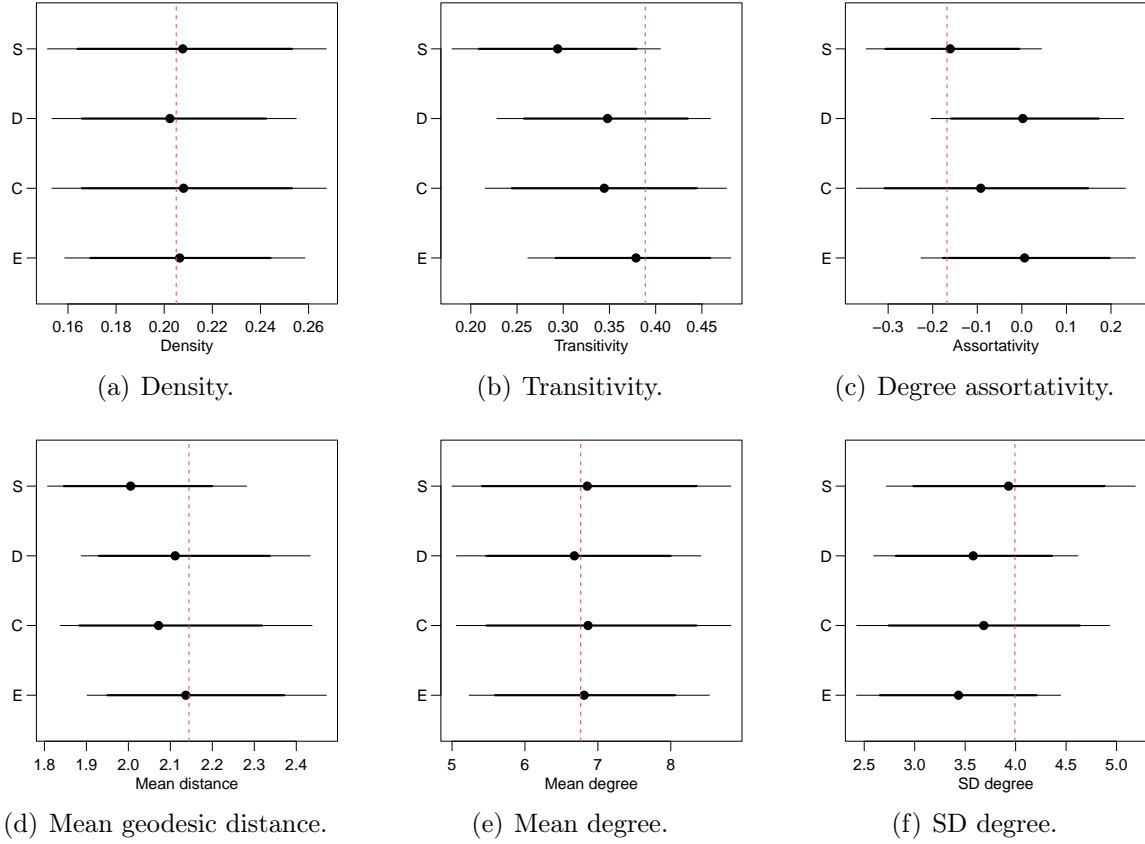 S
D
C
E
0.16 0.18 0.20 0.22 0.24 0.26
Density
(a) Density.
S
D
C
E
0.20 0.25 0.30 0.35 0.40 0.45
Transitivity
(b) Transitivity.
S
D
C
E
−0.3 −0.2 −0.1 0.0 0.1 0.2
Assortativity
(c) Degree assortativity.
S
D
C
E
1.8 1.9 2.0 2.1 2.2 2.3 2.4
Mean distance
(d) Mean geodesic distance.
S
D
C
E
5 6 7 8
Mean degree
(e) Mean degree.
S
D
C
E
2.5 3.0 3.5 4.0 4.5 5.0
SD degree
(f) SD degree.